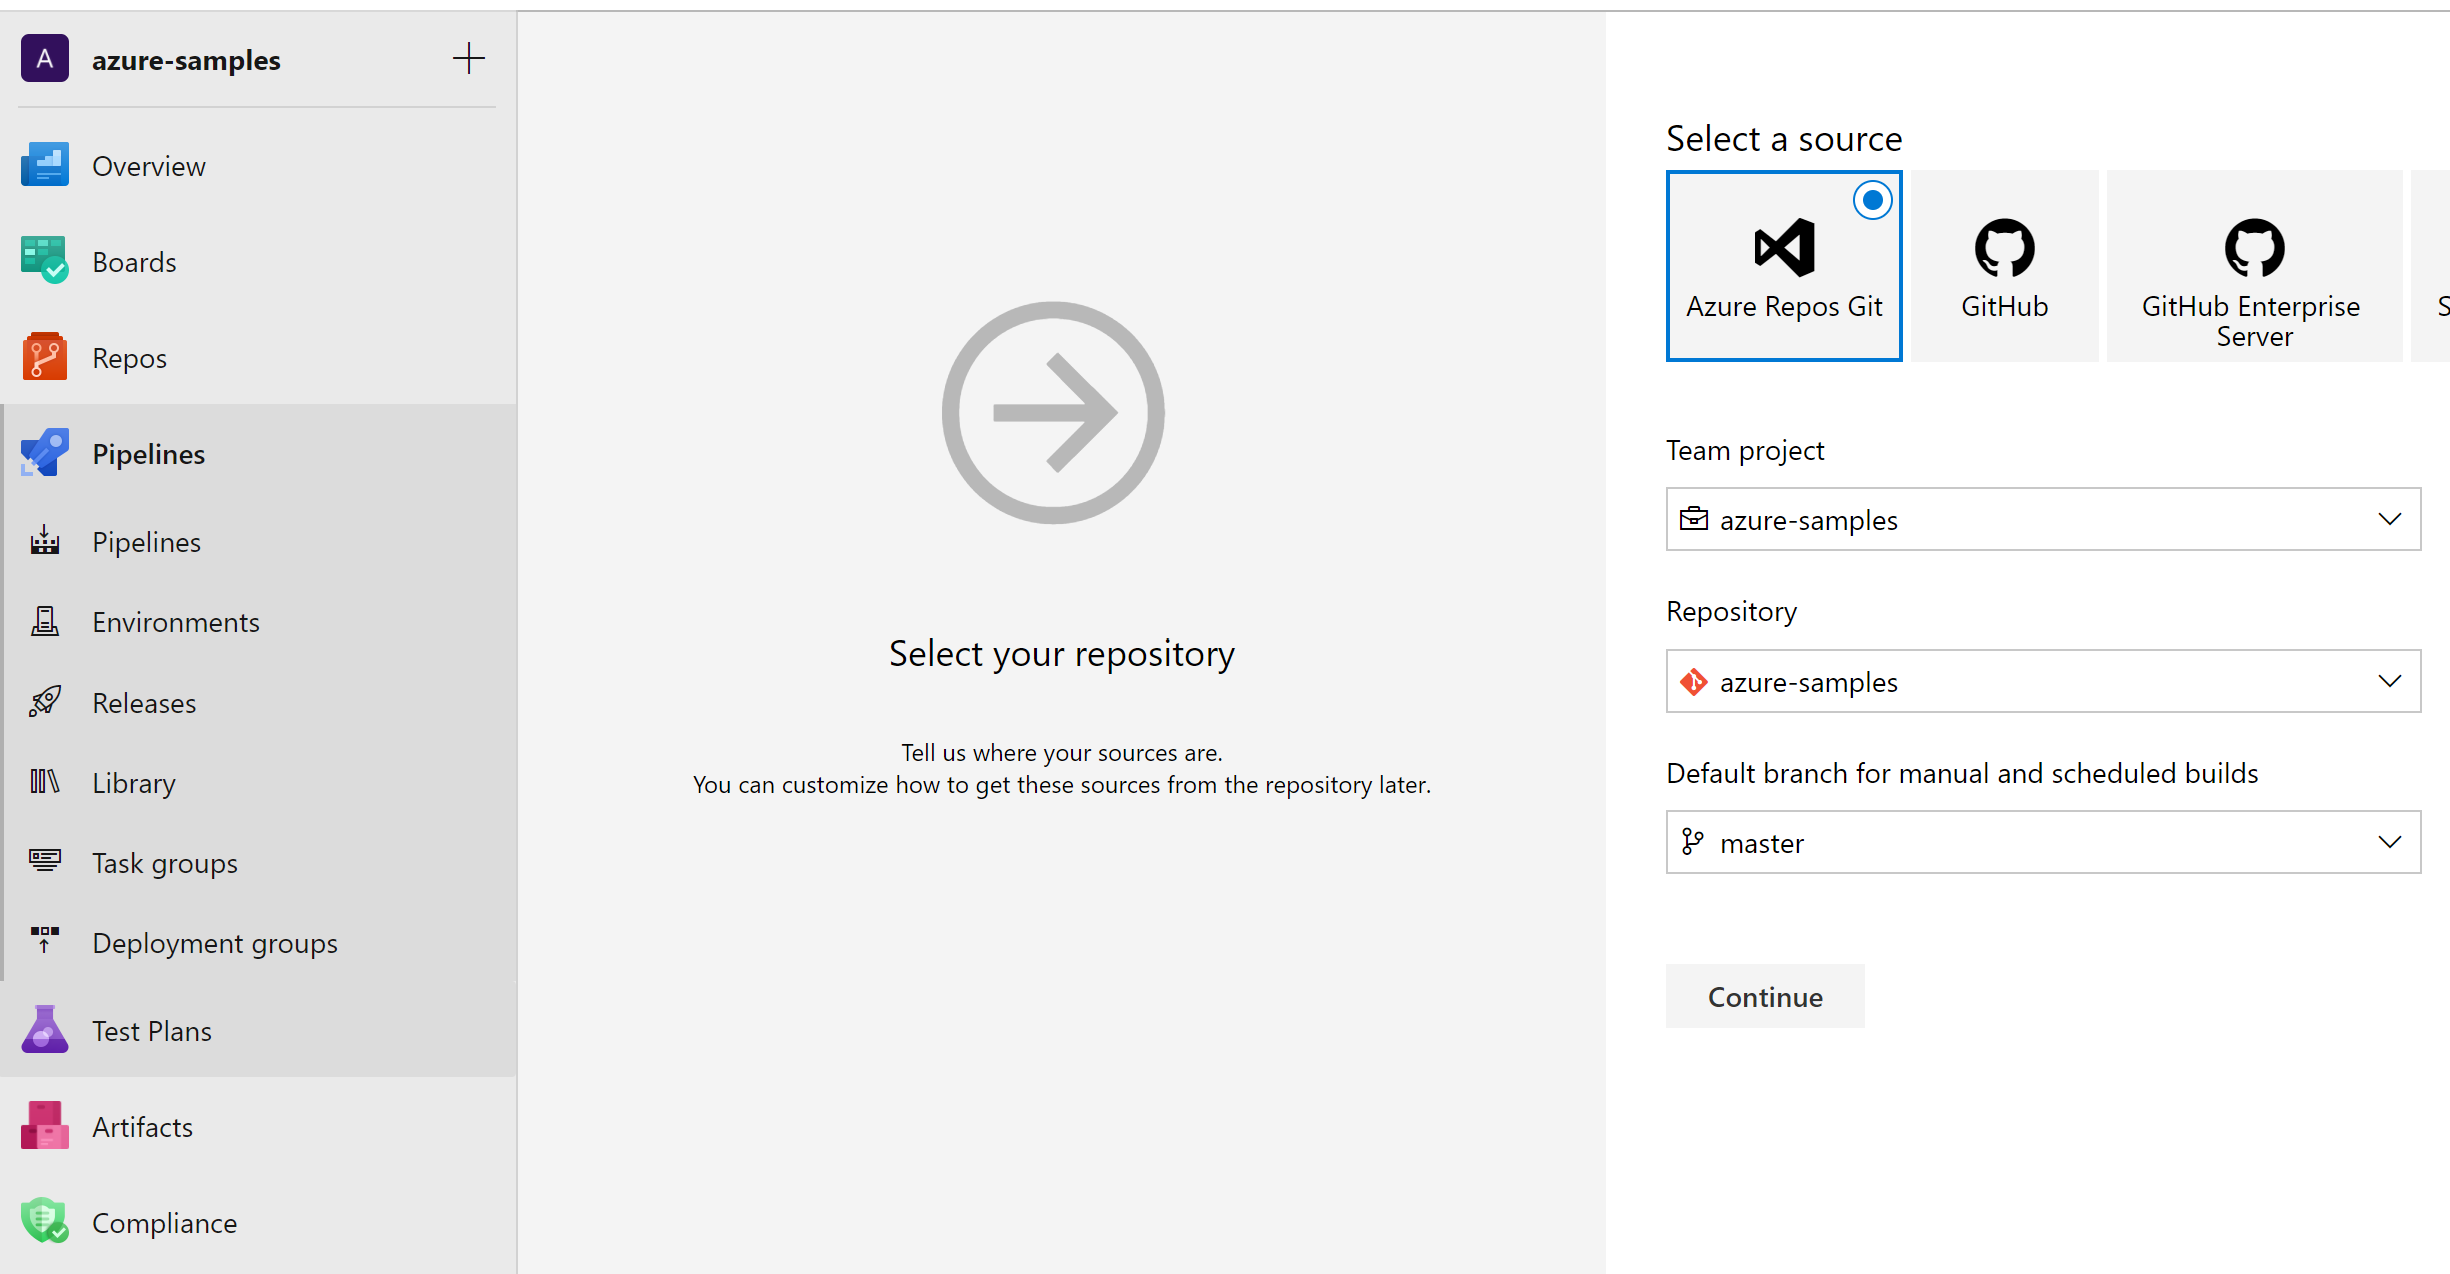 A
azure-samples
Overview
Boards
Repos
Pipelines
Pipelines
Environments
Releases
Library
Task groups
Deployment groups
Test Plans
Artifacts
Compliance
Select your repository
Tell us where your sources are.
You can customize how to get these sources from the repository later.
Select a source
Azure Repos Git
GitHub
GitHub Enterprise
Server
S
Team project
azure-samples
Repository
azure-samples
Default branch for manual and scheduled builds
master
Continue